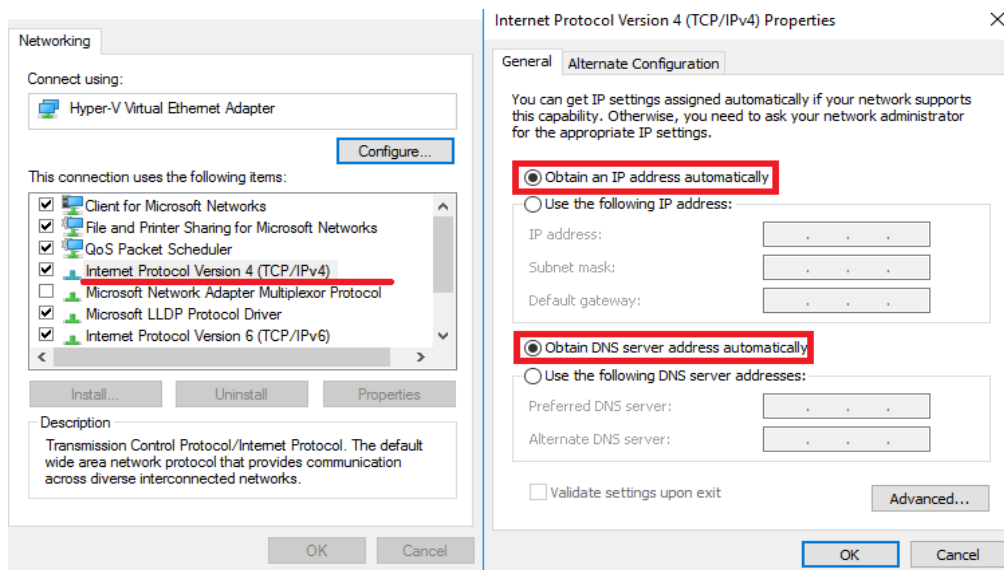 Networking
Connect using:
Hyper-V Virtual Ethernet Adapter
Configure...
This connection uses the following items:
Client for Microsoft Networks
File and Printer Sharing for Microsoft Networks
QoS Packet Scheduler
Internet Protocol Version 4 (TCP/IPv4)
Microsoft Network Adapter Multiplexor Protocol
Microsoft LLDP Protocol Driver
Internet Protocol Version 6 (TCP/IPv6)
Install...
Uninstall
Properties
Description
Transmission Control Protocol/Internet Protocol. The default
wide area network protocol that provides communication
across diverse interconnected networks.
OK
Cancel
Internet Protocol Version 4 (TCP/IPv4) Properties
General
Alternate Configuration
You can get IP settings assigned automatically if your network supports
this capability. Otherwise, you need to ask your network administrator
for the appropriate IP settings.
Obtain an IP address automatically
Use the following IP address:
IP address:
Subnet mask:
Default gateway:
Obtain DNS server address automatically
Use the following DNS server addresses:
Preferred DNS server:
Alternate DNS server:
Validate settings upon exit
Advanced...
OK
Cancel